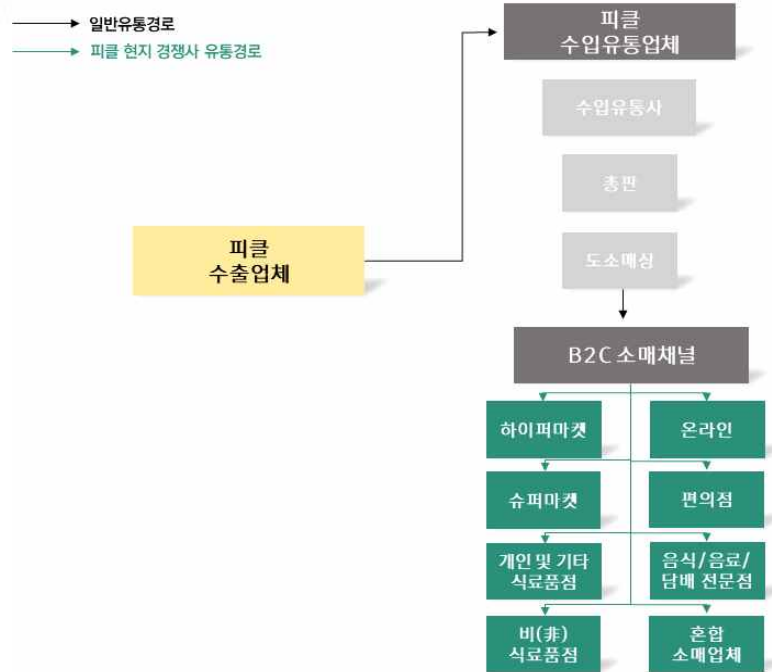 일반유통경로
피클 현지 경쟁사 유통경로
피클
수입유통업체
수입유통사
총판
도소매상
피클
수출업체
B2C 소매채널
하이퍼마켓
온라인
슈퍼마켓
편의점
개인 및 기타
식료품점
음식/음료/
담배 전문점
비(非)
식료품점
혼합
소매업체